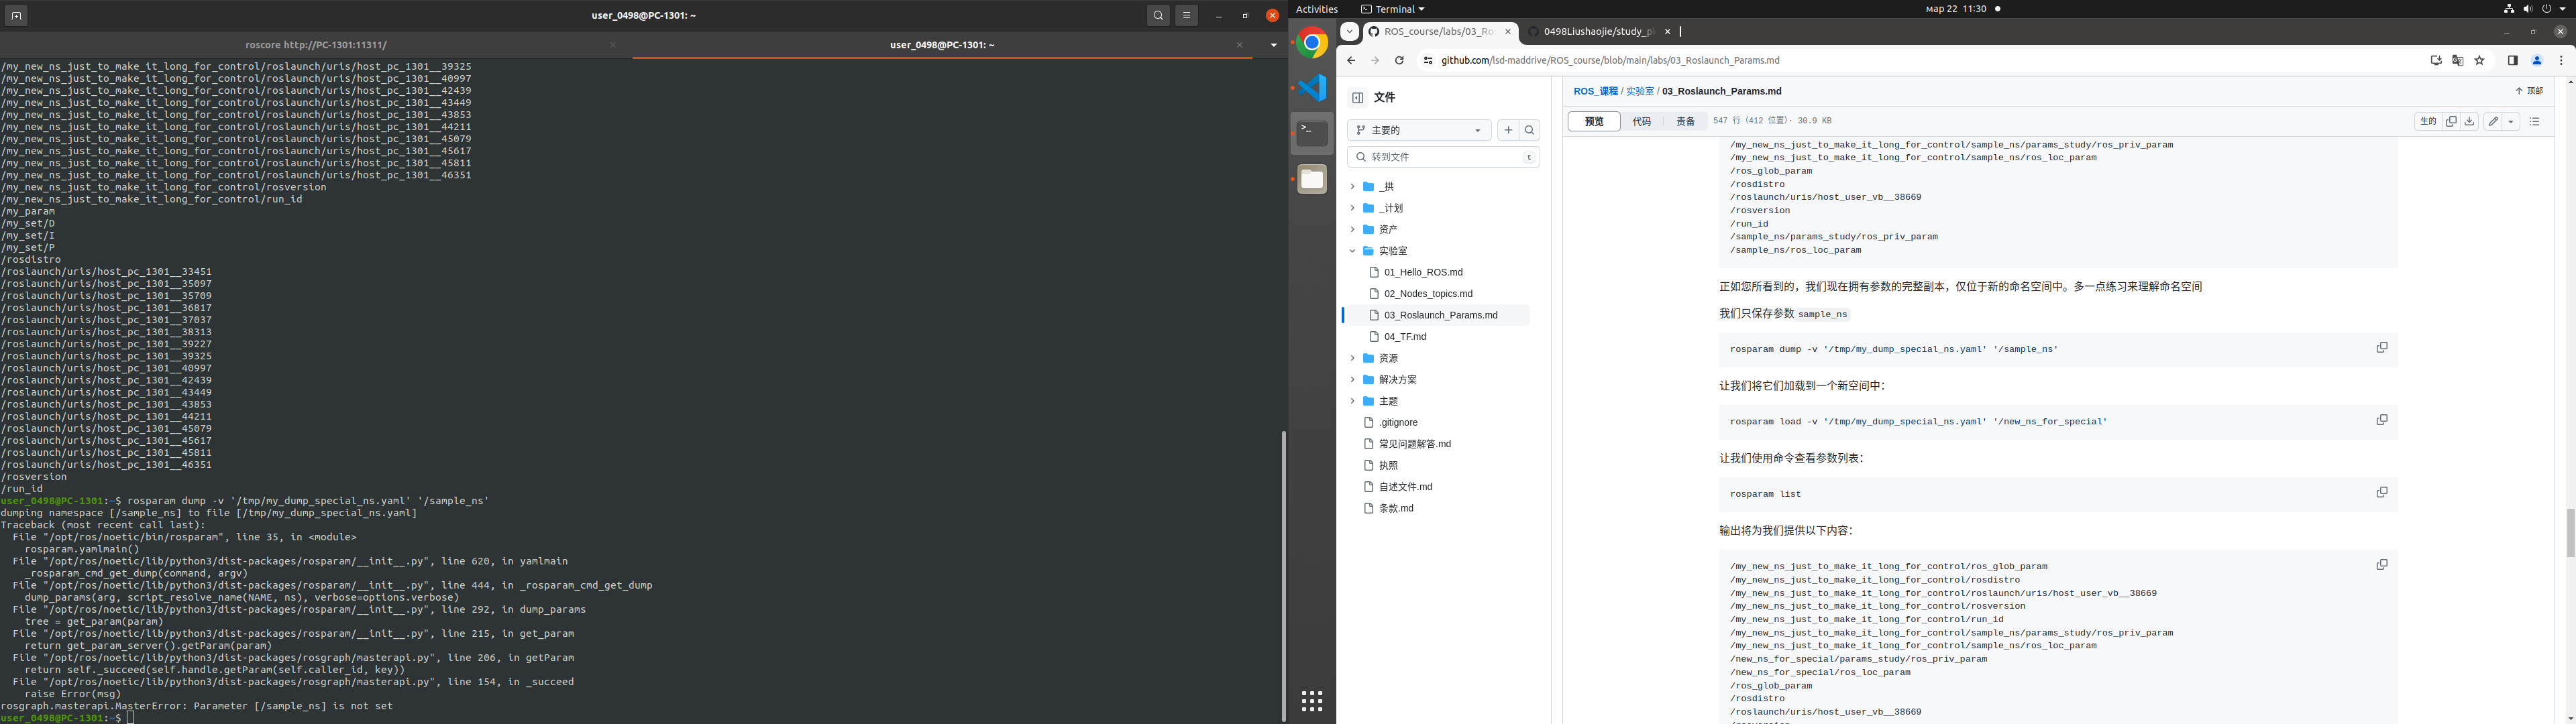 user_0498@PC-1301: ~
roscore http://PC-1301:11311/
user_0498@PC-1301: ~
/my_new_ns_just_to_make_it_long_for_control/roslaunch/uris/host_pc_1301__39325
/my_new_ns_just_to_make_it_long_for_control/roslaunch/uris/host_pc_1301__40997
/my_new_ns_just_to_make_it_long_for_control/roslaunch/uris/host_pc_1301__42439
/my_new_ns_just_to_make_it_long_for_control/roslaunch/uris/host_pc_1301__43449
/my_new_ns_just_to_make_it_long_for_control/roslaunch/uris/host_pc_1301__43853
/my_new_ns_just_to_make_it_long_for_control/roslaunch/uris/host_pc_1301__44211
/my_new_ns_just_to_make_it_long_for_control/roslaunch/uris/host_pc_1301__45079
/my_new_ns_just_to_make_it_long_for_control/roslaunch/uris/host_pc_1301__45617
/my_new_ns_just_to_make_it_long_for_control/roslaunch/uris/host_pc_1301__45811
/my_new_ns_just_to_make_it_long_for_control/roslaunch/uris/host_pc_1301__46351
/my_new_ns_just_to_make_it_long_for_control/rosversion
/my_new_ns_just_to_make_it_long_for_control/run_id
/my_param
/my_set/D
/my_set/I
/my_set/P
/rosdistro
/roslaunch/uris/host_pc_1301__33451
/roslaunch/uris/host_pc_1301__35097
/roslaunch/uris/host_pc_1301__35709
/roslaunch/uris/host_pc_1301__36817
/roslaunch/uris/host_pc_1301__37037
/roslaunch/uris/host_pc_1301__38313
/roslaunch/uris/host_pc_1301__39227
/roslaunch/uris/host_pc_1301__39325
/roslaunch/uris/host_pc_1301__40997
/roslaunch/uris/host_pc_1301__42439
/roslaunch/uris/host_pc_1301__43449
/roslaunch/uris/host_pc_1301__43853
/roslaunch/uris/host_pc_1301__44211
/roslaunch/uris/host_pc_1301__45079
/roslaunch/uris/host_pc_1301__45617
/roslaunch/uris/host_pc_1301__45811
/roslaunch/uris/host_pc_1301__46351
/rosversion
/run_id
user_0498@PC-1301:~$ rosparam dump -v '/tmp/my_dump_special_ns.yaml' '/sample_ns'
dumping namespace [/sample_ns] to file [/tmp/my_dump_special_ns.yaml]
Traceback (most recent call last):
File "/opt/ros/noetic/bin/rosparam", line 35, in <module>
rosparam.yamlmain()
File "/opt/ros/noetic/lib/python3/dist-packages/rosparam/__init__.py", line 620, in yamlmain
_rosparam_cmd_get_dump(command, argv)
File "/opt/ros/noetic/lib/python3/dist-packages/rosparam/__init__.py", line 444, in _rosparam_cmd_get_dump
dump_params(arg, script_resolve_name(NAME, ns), verbose=options.verbose)
File "/opt/ros/noetic/lib/python3/dist-packages/rosparam/__init__.py", line 292, in dump_params
tree = get_param(param)
File "/opt/ros/noetic/lib/python3/dist-packages/rosparam/__init__.py", line 215, in get_param
return get_param_server().getParam(param)
File "/opt/ros/noetic/lib/python3/dist-packages/rosgraph/masterapi.py", line 206, in getParam
return self._succeed(self.handle.getParam(self.caller_id, key))
File "/opt/ros/noetic/lib/python3/dist-packages/rosgraph/masterapi.py", line 154, in _succeed
raise Error(msg)
rosgraph.masterapi.MasterError: Parameter [/sample_ns] is not set
user_0498@PC-1301:~$
Activities Terminal мар 22 11:30
ROS_course/labs/03_Ro
0498Liushaojie/study_p
github.com/lsd-maddrive/ROS_course/blob/main/labs/03_Roslaunch_Params.md
文件
主要的
转到文件 t
_拱
_计划
资产
实验室
01_Hello_ROS.md
02_Nodes_topics.md
03_Roslaunch_Params.md
04_TF.md
资源
解决方案
主题
.gitignore
常见问题解答.md
执照
自述文件.md
条款.md
ROS_课程 / 实验室 / 03_Roslaunch_Params.md
顶部
预览 代码 责备 547 行 (412 位置) · 30.9 KB
生的
/my_new_ns_just_to_make_it_long_for_control/sample_ns/params_study/ros_priv_param
/my_new_ns_just_to_make_it_long_for_control/sample_ns/ros_loc_param
/ros_glob_param
/rosdistro
/roslaunch/uris/host_user_vb__38669
/rosversion
/run_id
/sample_ns/params_study/ros_priv_param
/sample_ns/ros_loc_param
正如您所看到的，我们现在拥有参数的完整副本，仅位于新的命名空间中。多一点练习来理解命名空间
我们只保存参数 sample_ns
rosparam dump -v '/tmp/my_dump_special_ns.yaml' '/sample_ns'
让我们将它们加载到一个新空间中：
rosparam load -v '/tmp/my_dump_special_ns.yaml' '/new_ns_for_special'
让我们使用命令查看参数列表：
rosparam list
输出将为我们提供以下内容：
/my_new_ns_just_to_make_it_long_for_control/ros_glob_param
/my_new_ns_just_to_make_it_long_for_control/rosdistro
/my_new_ns_just_to_make_it_long_for_control/roslaunch/uris/host_user_vb__38669
/my_new_ns_just_to_make_it_long_for_control/rosversion
/my_new_ns_just_to_make_it_long_for_control/run_id
/my_new_ns_just_to_make_it_long_for_control/sample_ns/params_study/ros_priv_param
/my_new_ns_just_to_make_it_long_for_control/sample_ns/ros_loc_param
/new_ns_for_special/params_study/ros_priv_param
/new_ns_for_special/ros_loc_param
/ros_glob_param
/rosdistro
/roslaunch/uris/host_user_vb__38669